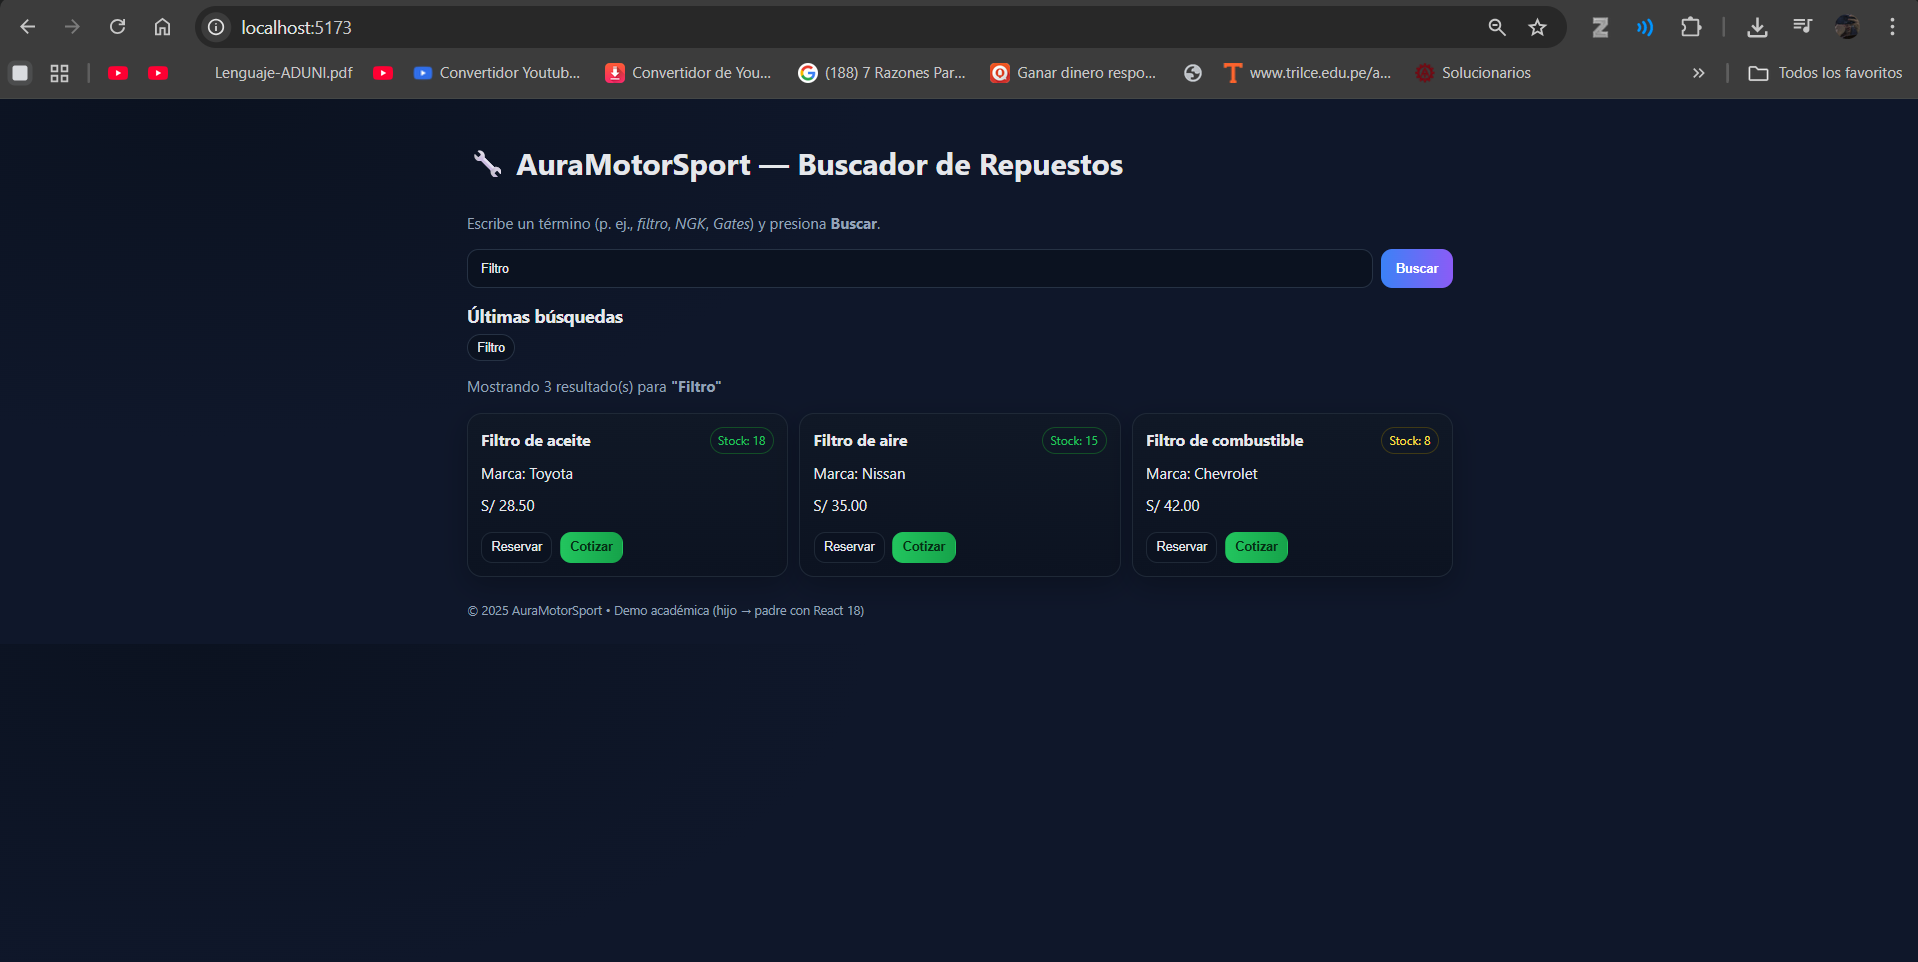 localhost:5173
Lenguaje-ADUNI.pdf
Convertidor Youtub...
Convertidor de You...
(188) 7 Razones Par...
Ganar dinero respo...
www.trilce.edu.pe/a...
Solucionarios
Todos los favoritos
AuraMotorSport — Buscador de Repuestos
Escribe un término (p. ej., filtro, NGK, Gates) y presiona Buscar.
Filtro
Buscar
Últimas búsquedas
Filtro
Mostrando 3 resultado(s) para "Filtro"
Filtro de aceite
Stock: 18
Marca: Toyota
S/ 28.50
Reservar
Cotizar
Filtro de aire
Stock: 15
Marca: Nissan
S/ 35.00
Reservar
Cotizar
Filtro de combustible
Stock: 8
Marca: Chevrolet
S/ 42.00
Reservar
Cotizar
© 2025 AuraMotorSport • Demo académica (hijo → padre con React 18)